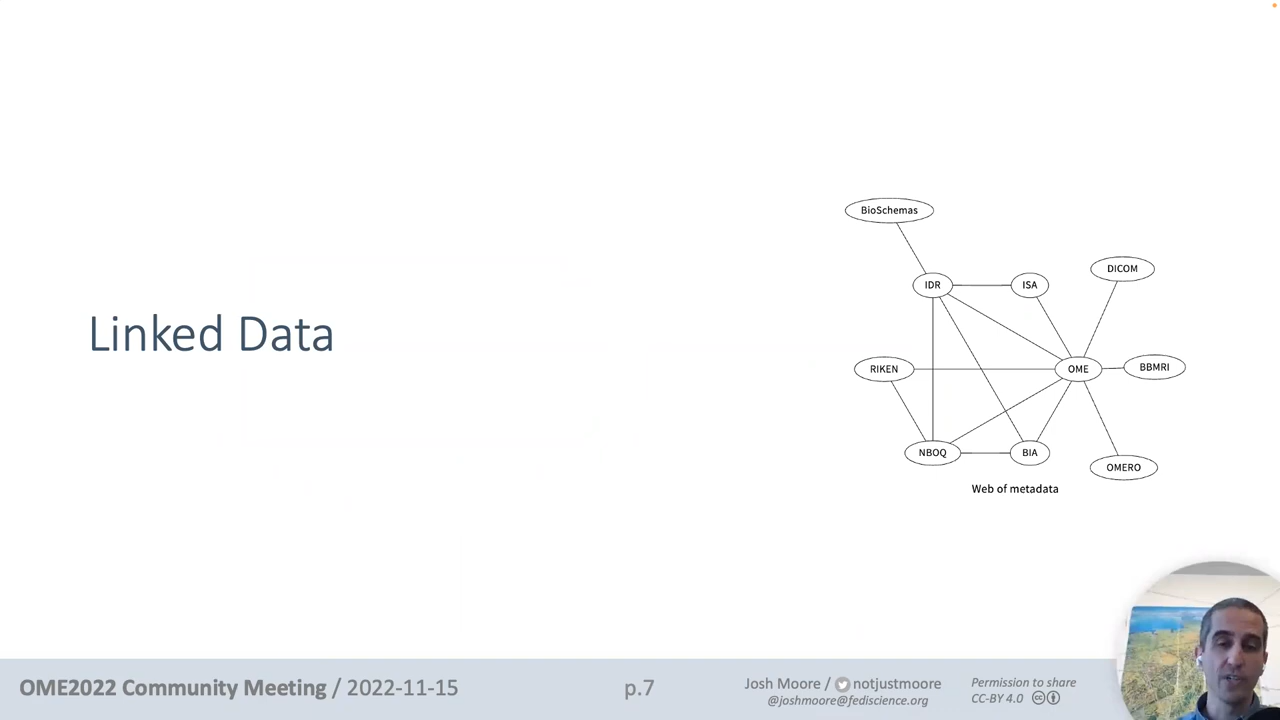 BioSchemas
DICOM
IDR
ISA
Linked Data
RIKEN
OME
BBMRI
NBOQ
BIA
OMERO
Web of metadata
OME2022 Community Meeting / 2022-11-15
p.7
Josh Moore / notjustmoore
@joshmoore@fediscience.org
Permission to share
CC-BY 4.0